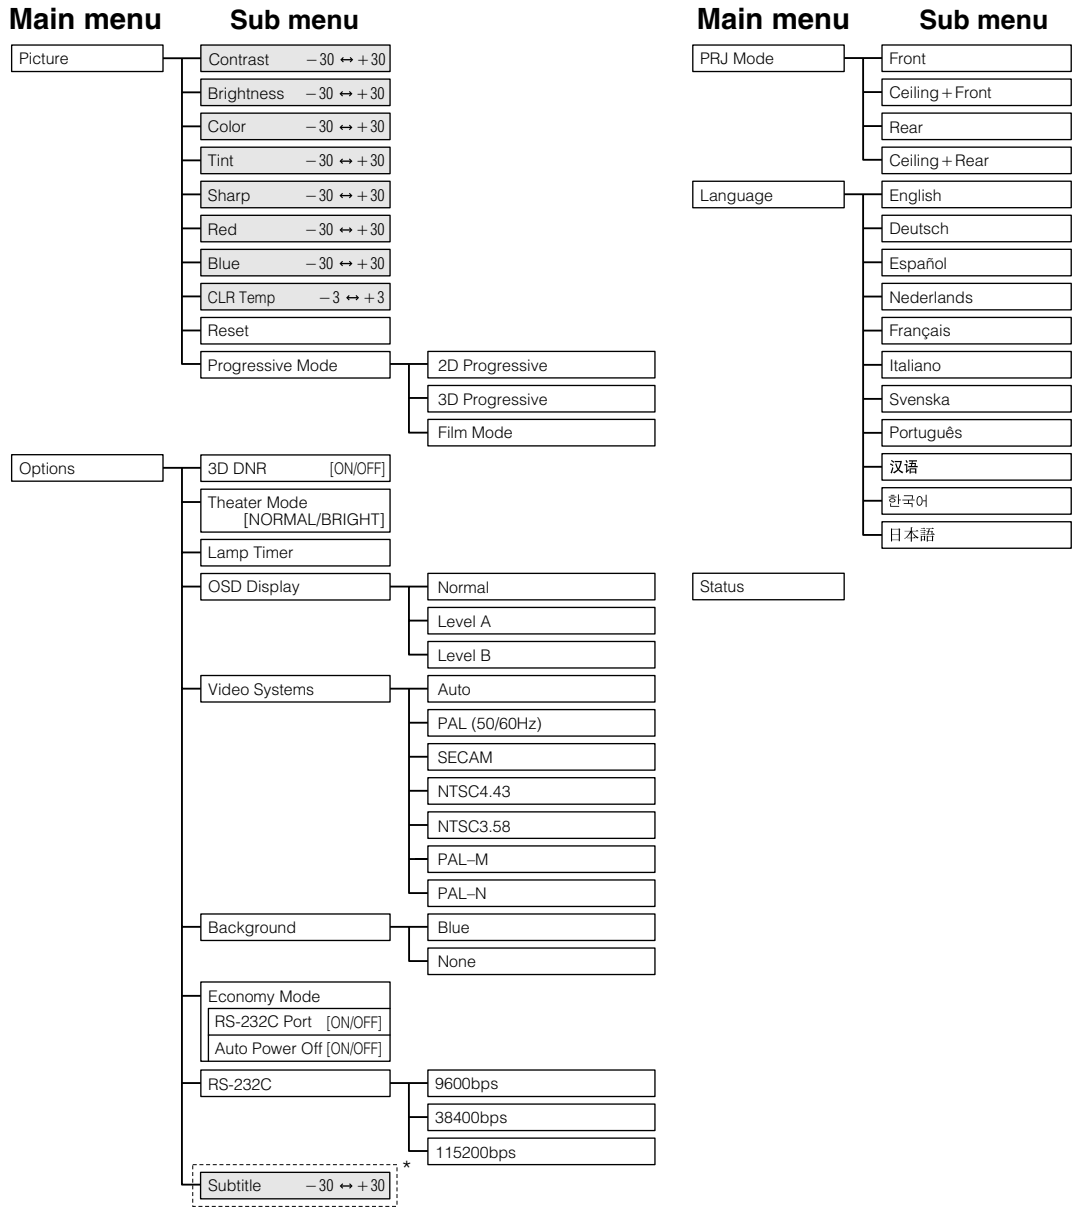 Main menu Sub menu
Picture
Contrast −30 ↔ +30
Brightness −30 ↔ +30
Color −30 ↔ +30
Tint −30 ↔ +30
Sharp −30 ↔ +30
Red −30 ↔ +30
Blue −30 ↔ +30
CLR Temp −3 ↔ +3
Reset
Progressive Mode
2D Progressive
3D Progressive
Film Mode
Options
3D DNR [ON/OFF]
Theater Mode
[NORMAL/BRIGHT]
Lamp Timer
OSD Display
Normal
Level A
Level B
Video Systems
Auto
PAL (50/60Hz)
SECAM
NTSC4.43
NTSC3.58
PAL–M
PAL–N
Background
Blue
None
Economy Mode
RS-232C Port [ON/OFF]
Auto Power Off [ON/OFF]
RS-232C
9600bps
38400bps
115200bps
Subtitle −30 ↔ +30
*
Main menu Sub menu
PRJ Mode
Front
Ceiling+Front
Rear
Ceiling+Rear
Language
English
Deutsch
Español
Nederlands
Français
Italiano
Svenska
Português
汉语
한국어
日本語
Status